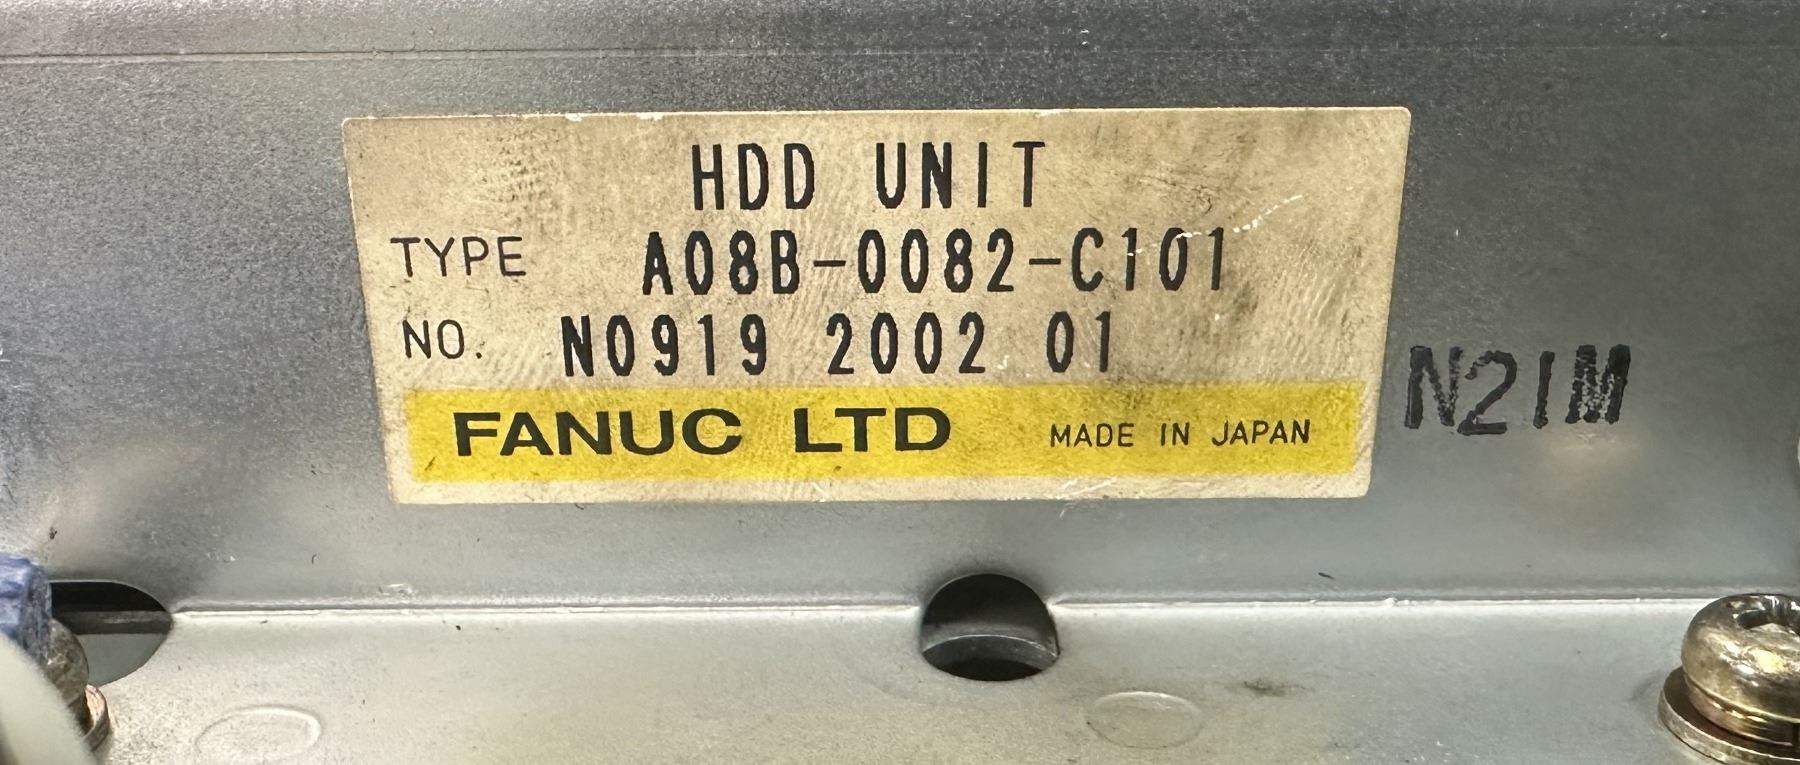 HDD UNIT
TYPE A08B-0082-C101
NO. N0919 2002 01
FANUC LTD MADE IN JAPAN
N21M